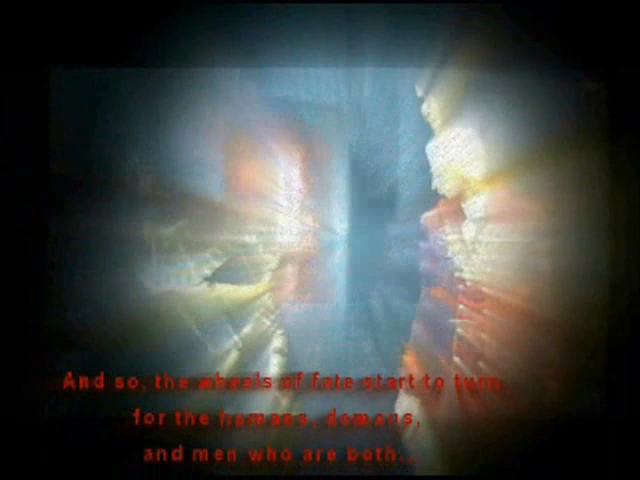 And so, the wheels of fate start to turn,
for the humans, demons,
and men who are both...